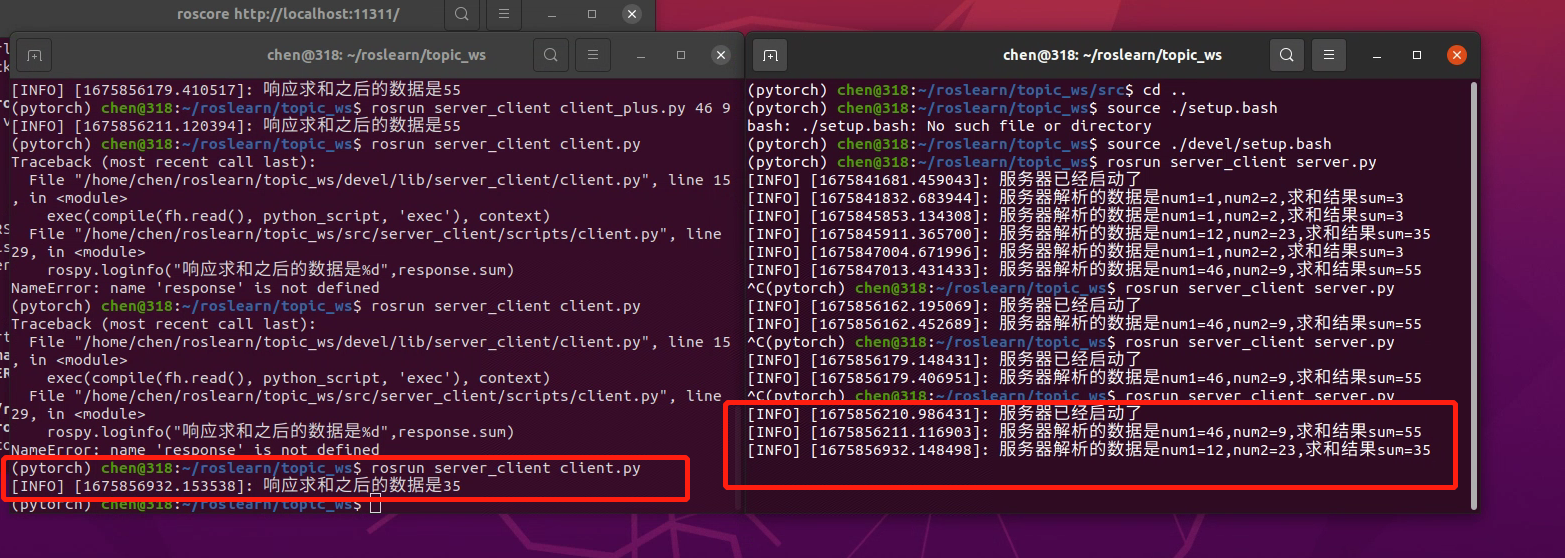 roscore http://localhost:11311/
chen@318: ~/roslearn/topic_ws
[INFO] [1675856179.410517]: 响应求和之后的数据是55
(pytorch) chen@318:~/roslearn/topic_ws$ rosrun server_client client_plus.py 46 9
[INFO] [1675856211.120394]: 响应求和之后的数据是55
(pytorch) chen@318:~/roslearn/topic_ws$ rosrun server_client client.py
Traceback (most recent call last):
  File "/home/chen/roslearn/topic_ws/devel/lib/server_client/client.py", line 15
, in <module>
    exec(compile(fh.read(), python_script, 'exec'), context)
  File "/home/chen/roslearn/topic_ws/src/server_client/scripts/client.py", line
29, in <module>
    rospy.loginfo("响应求和之后的数据是%d",response.sum)
NameError: name 'response' is not defined
(pytorch) chen@318:~/roslearn/topic_ws$ rosrun server_client client.py
Traceback (most recent call last):
  File "/home/chen/roslearn/topic_ws/devel/lib/server_client/client.py", line 15
, in <module>
    exec(compile(fh.read(), python_script, 'exec'), context)
  File "/home/chen/roslearn/topic_ws/src/server_client/scripts/client.py", line
29, in <module>
    rospy.loginfo("响应求和之后的数据是%d",response.sum)
NameError: name 'response' is not defined
(pytorch) chen@318:~/roslearn/topic_ws$ rosrun server_client client.py
[INFO] [1675856932.153538]: 响应求和之后的数据是35
(pytorch) chen@318:~/roslearn/topic_ws$
chen@318: ~/roslearn/topic_ws
(pytorch) chen@318:~/roslearn/topic_ws/src$ cd ..
(pytorch) chen@318:~/roslearn/topic_ws$ source ./setup.bash
bash: ./setup.bash: No such file or directory
(pytorch) chen@318:~/roslearn/topic_ws$ source ./devel/setup.bash
(pytorch) chen@318:~/roslearn/topic_ws$ rosrun server_client server.py
[INFO] [1675841681.459043]: 服务器已经启动了
[INFO] [1675841832.683944]: 服务器解析的数据是num1=1,num2=2,求和结果sum=3
[INFO] [1675845853.134308]: 服务器解析的数据是num1=1,num2=2,求和结果sum=3
[INFO] [1675845911.365700]: 服务器解析的数据是num1=12,num2=23,求和结果sum=35
[INFO] [1675847004.671996]: 服务器解析的数据是num1=1,num2=2,求和结果sum=3
[INFO] [1675847013.431433]: 服务器解析的数据是num1=46,num2=9,求和结果sum=55
^C(pytorch) chen@318:~/roslearn/topic_ws$ rosrun server_client server.py
[INFO] [1675856162.195069]: 服务器已经启动了
[INFO] [1675856162.452689]: 服务器解析的数据是num1=46,num2=9,求和结果sum=55
^C(pytorch) chen@318:~/roslearn/topic_ws$ rosrun server_client server.py
[INFO] [1675856179.148431]: 服务器已经启动了
[INFO] [1675856179.406951]: 服务器解析的数据是num1=46,num2=9,求和结果sum=55
^C(pytorch) chen@318:~/roslearn/topic_ws$ rosrun server_client server.py
[INFO] [1675856210.986431]: 服务器已经启动了
[INFO] [1675856211.116903]: 服务器解析的数据是num1=46,num2=9,求和结果sum=55
[INFO] [1675856932.148498]: 服务器解析的数据是num1=12,num2=23,求和结果sum=35